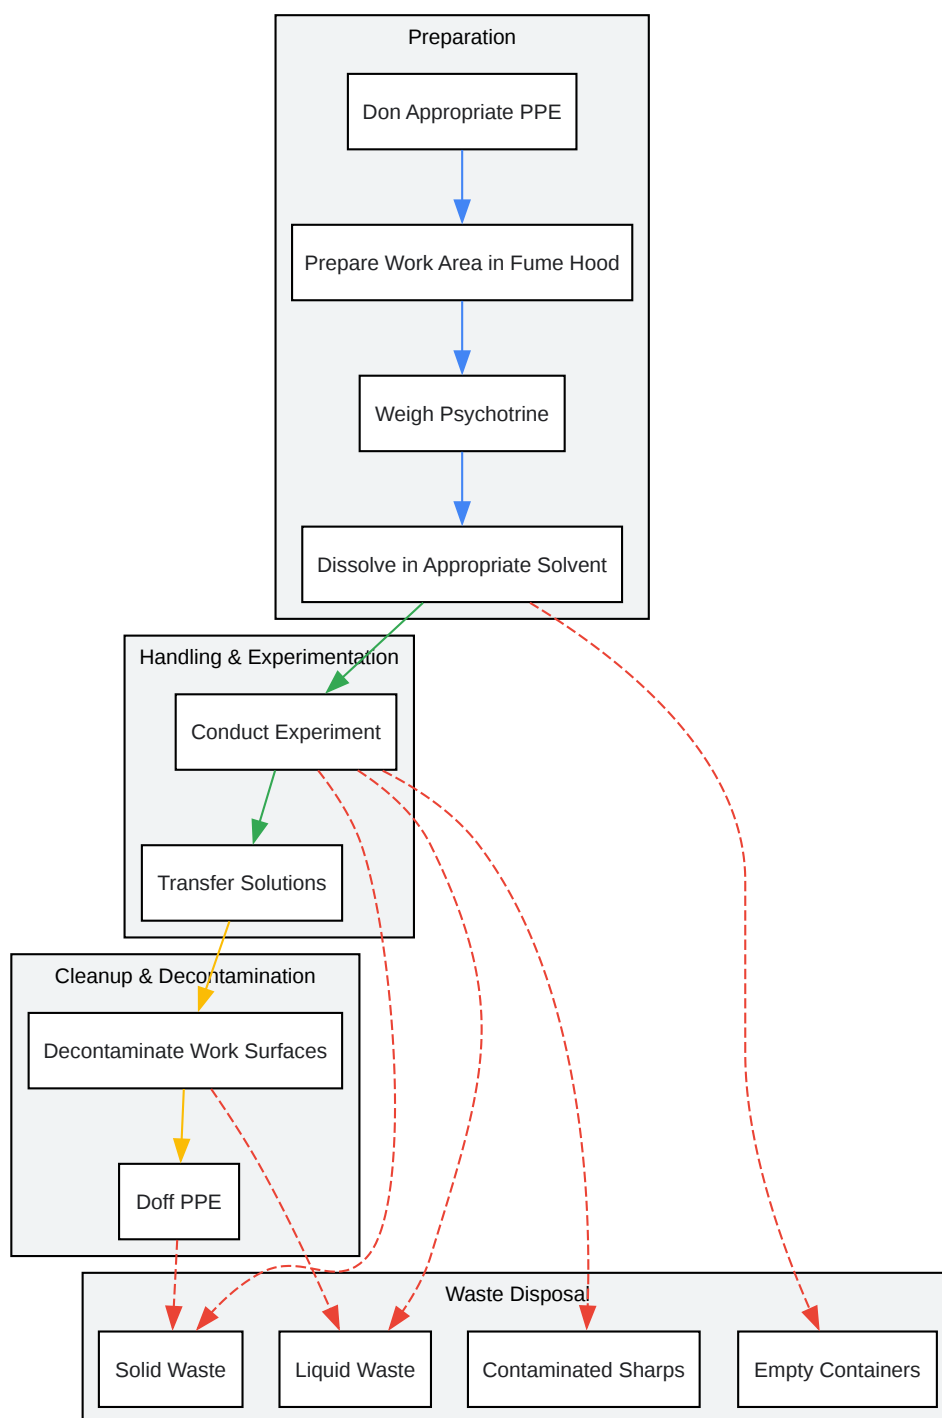 Preparation
Don Appropriate PPE
Prepare Work Area in Fume Hood
Weigh Psychotrine
Dissolve in Appropriate Solvent
Handling & Experimentation
Conduct Experiment
Transfer Solutions
Cleanup & Decontamination
Decontaminate Work Surfaces
Doff PPE
Waste Disposal
Solid Waste
Liquid Waste
Contaminated Sharps
Empty Containers